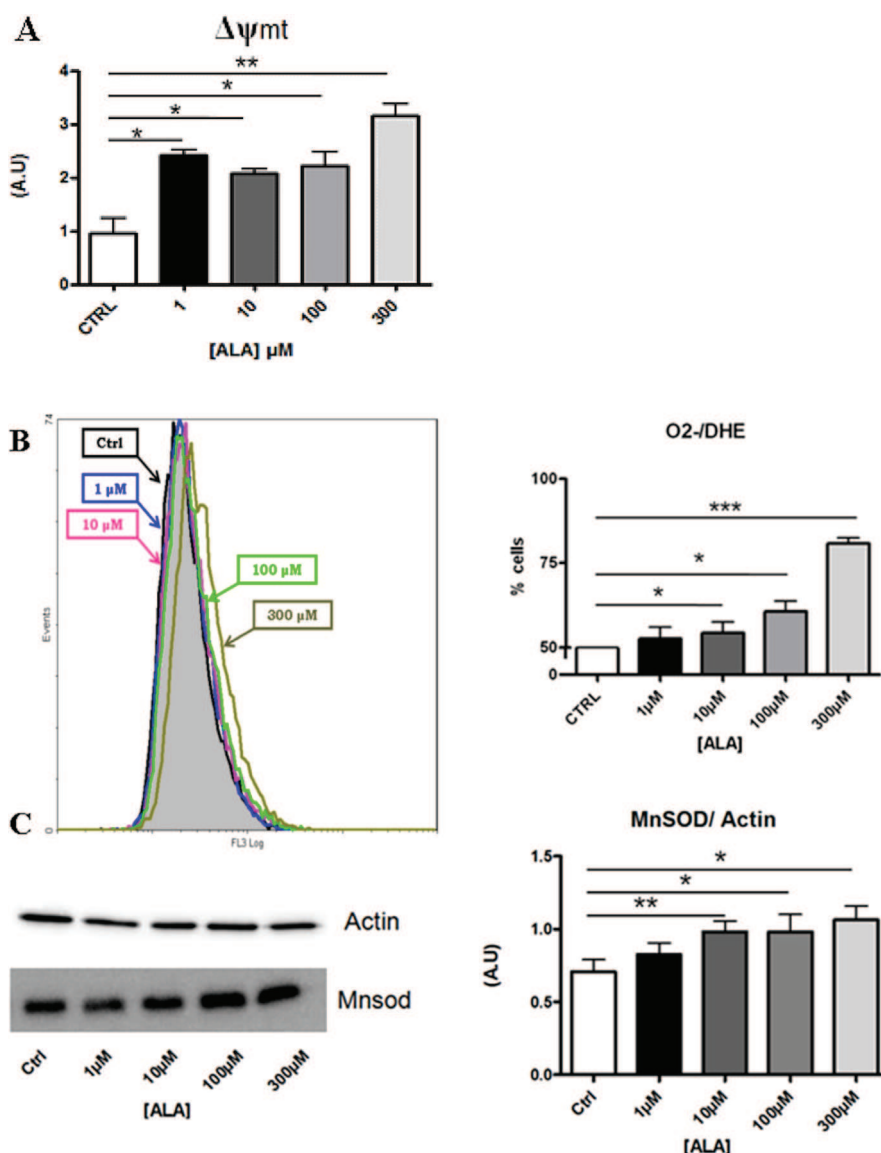 A
Δψmt
**
*
*
*
4
3
2
1
0
(A.U)
CTRL
1
10
100
300
[ALA] µM
B
74
Events
0
Ctrl
1 µM
10 µM
100 µM
300 µM
FL3 Log
O2-/DHE
100
75
50
0
% cells
***
*
*
CTRL
1µM
10µM
100µM
300µM
[ALA]
C
Actin
Mnsod
Ctrl
1µM
10µM
100µM
300µM
[ALA]
MnSOD/ Actin
1.5
1.0
0.5
0.0
(A.U)
*
*
**
Ctrl
1µM
10µM
100µM
300µM
[ALA]